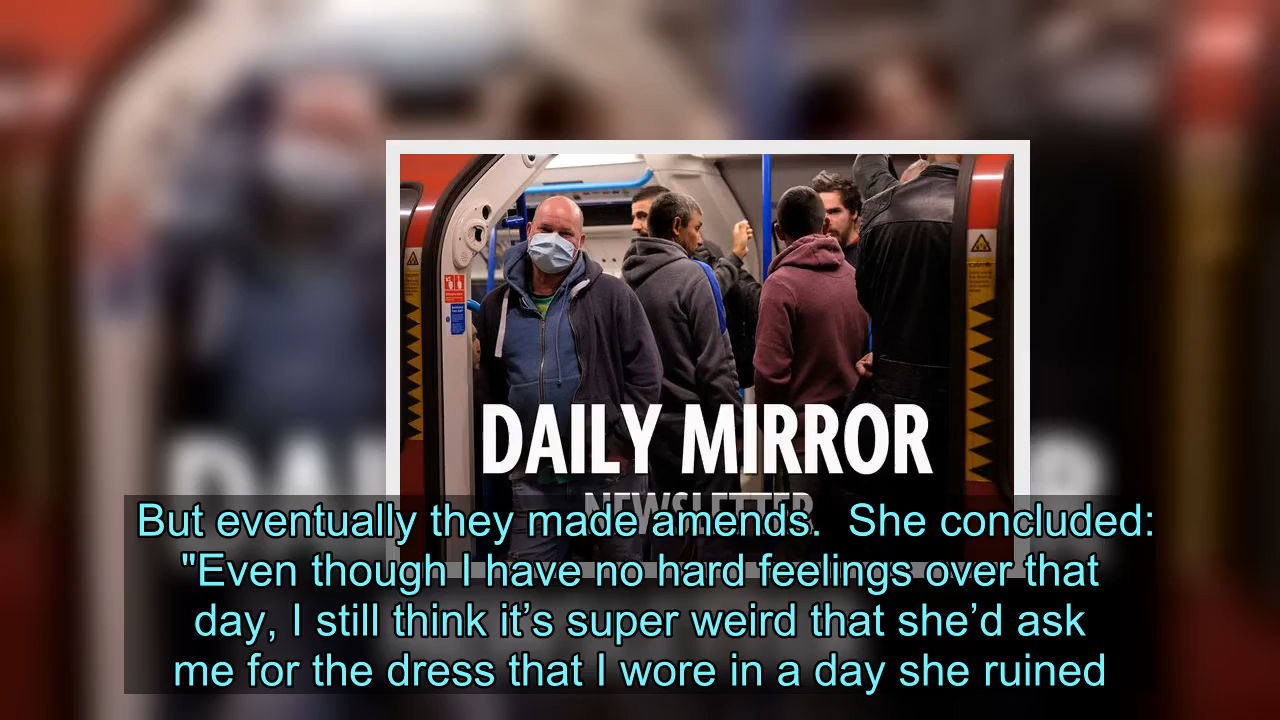 DAILY MIRROR
NEWSLETTER
But eventually they made amends. She concluded:
"Even though I have no hard feelings over that
day, I still think it’s super weird that she’d ask
me for the dress that I wore in a day she ruined